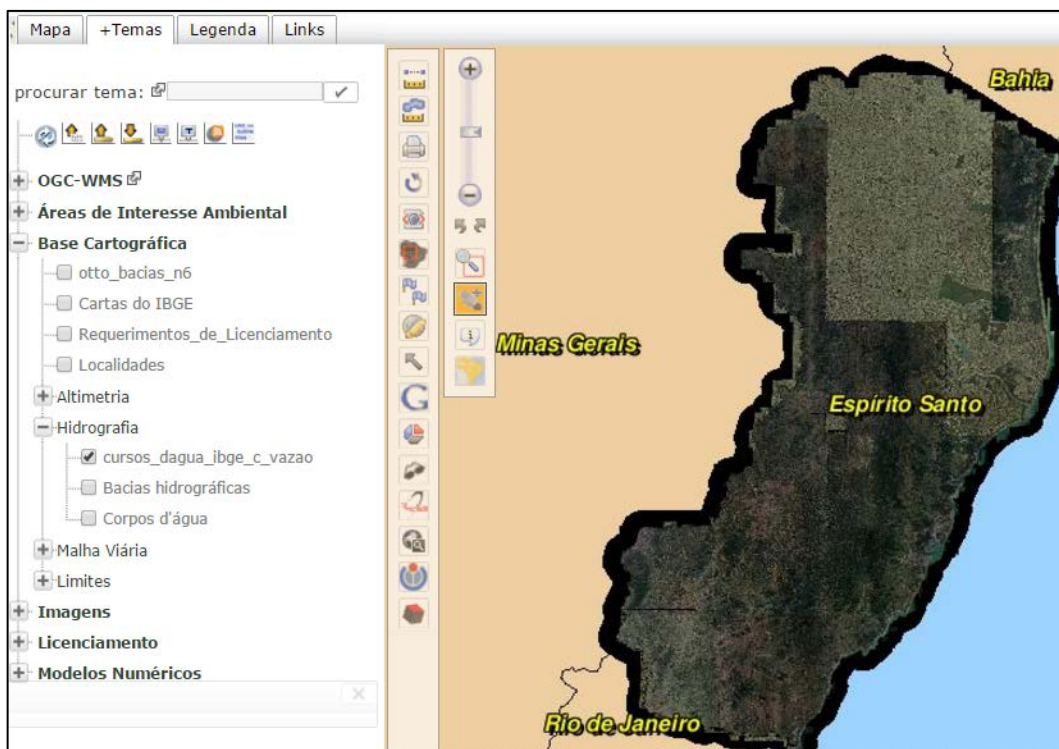 Mapa
+Temas
Legenda
Links
procurar tema:
OGC-WMS
Áreas de Interesse Ambiental
Base Cartográfica
otto_bacias_n6
Cartas do IBGE
Requerimentos_de_Licenciamento
Localidades
Altimetria
Hidrografia
cursos_dagua_ibge_c_vazao
Bacias hidrográficas
Corpos d'água
Malha Viária
Limites
Imagens
Licenciamento
Modelos Numéricos
Bahia
Minas Gerais
Espírito Santo
Rio de Janeiro